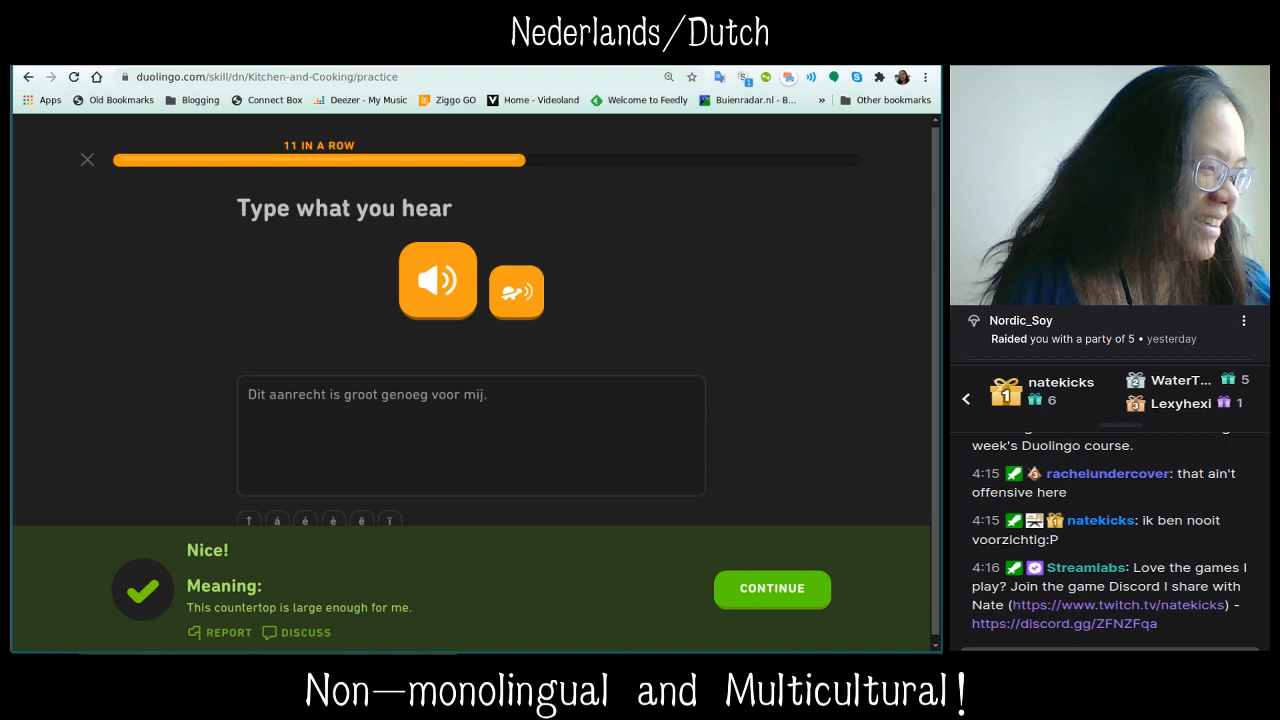 Nederlands/Dutch
duolingo.com/skill/dn/Kitchen-and-Cooking/practice
Apps Old Bookmarks Blogging Connect Box Deezer - My Music Ziggo GO Home - Videoland Welcome to Feedly Buienradar.nl - B... » Other bookmarks
11 IN A ROW
Type what you hear
Dit aanrecht is groot genoeg voor mij.
↑ á é è ë ï
Nice!
Meaning:
This countertop is large enough for me.
REPORT DISCUSS
CONTINUE
Nordic_Soy
Raided you with a party of 5 • yesterday
1 natekicks 6
2 WaterT... 5
3 Lexyhexi 1
week's Duolingo course.
4:15 rachelundercover: that ain't
offensive here
4:15 natekicks: ik ben nooit
voorzichtig:P
4:16 Streamlabs: Love the games I
play? Join the game Discord I share with
Nate (https://www.twitch.tv/natekicks) -
https://discord.gg/ZFNZFqa
Non-monolingual and Multicultural!